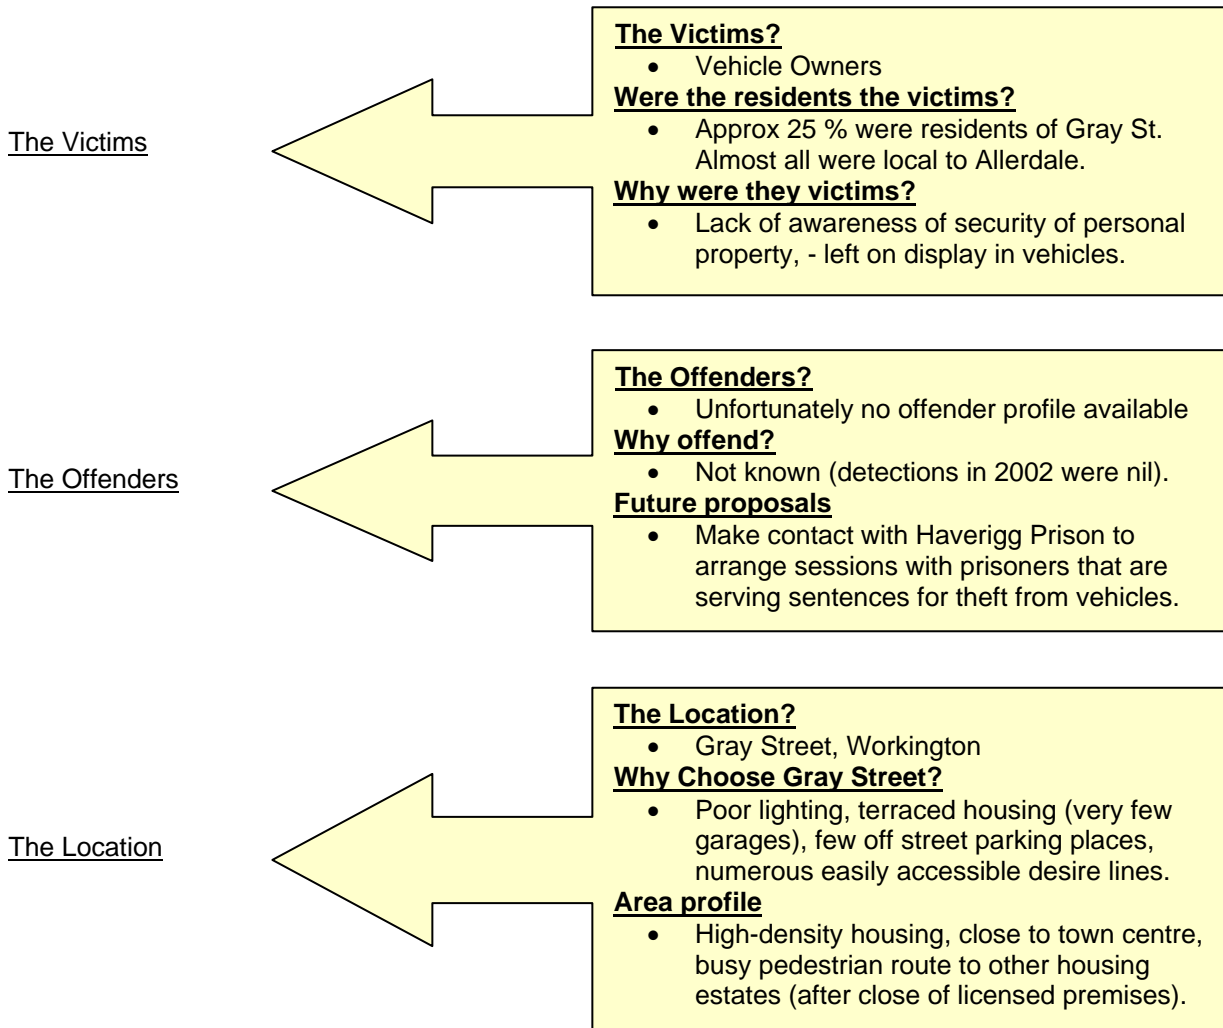 The Victims
The Victims?
• Vehicle Owners
Were the residents the victims?
• Approx 25 % were residents of Gray St.
Almost all were local to Allerdale.
Why were they victims?
• Lack of awareness of security of personal
property, - left on display in vehicles.
The Offenders
The Offenders?
• Unfortunately no offender profile available
Why offend?
• Not known (detections in 2002 were nil).
Future proposals
• Make contact with Haverigg Prison to
arrange sessions with prisoners that are
serving sentences for theft from vehicles.
The Location
The Location?
• Gray Street, Workington
Why Choose Gray Street?
• Poor lighting, terraced housing (very few
garages), few off street parking places,
numerous easily accessible desire lines.
Area profile
• High-density housing, close to town centre,
busy pedestrian route to other housing
estates (after close of licensed premises).